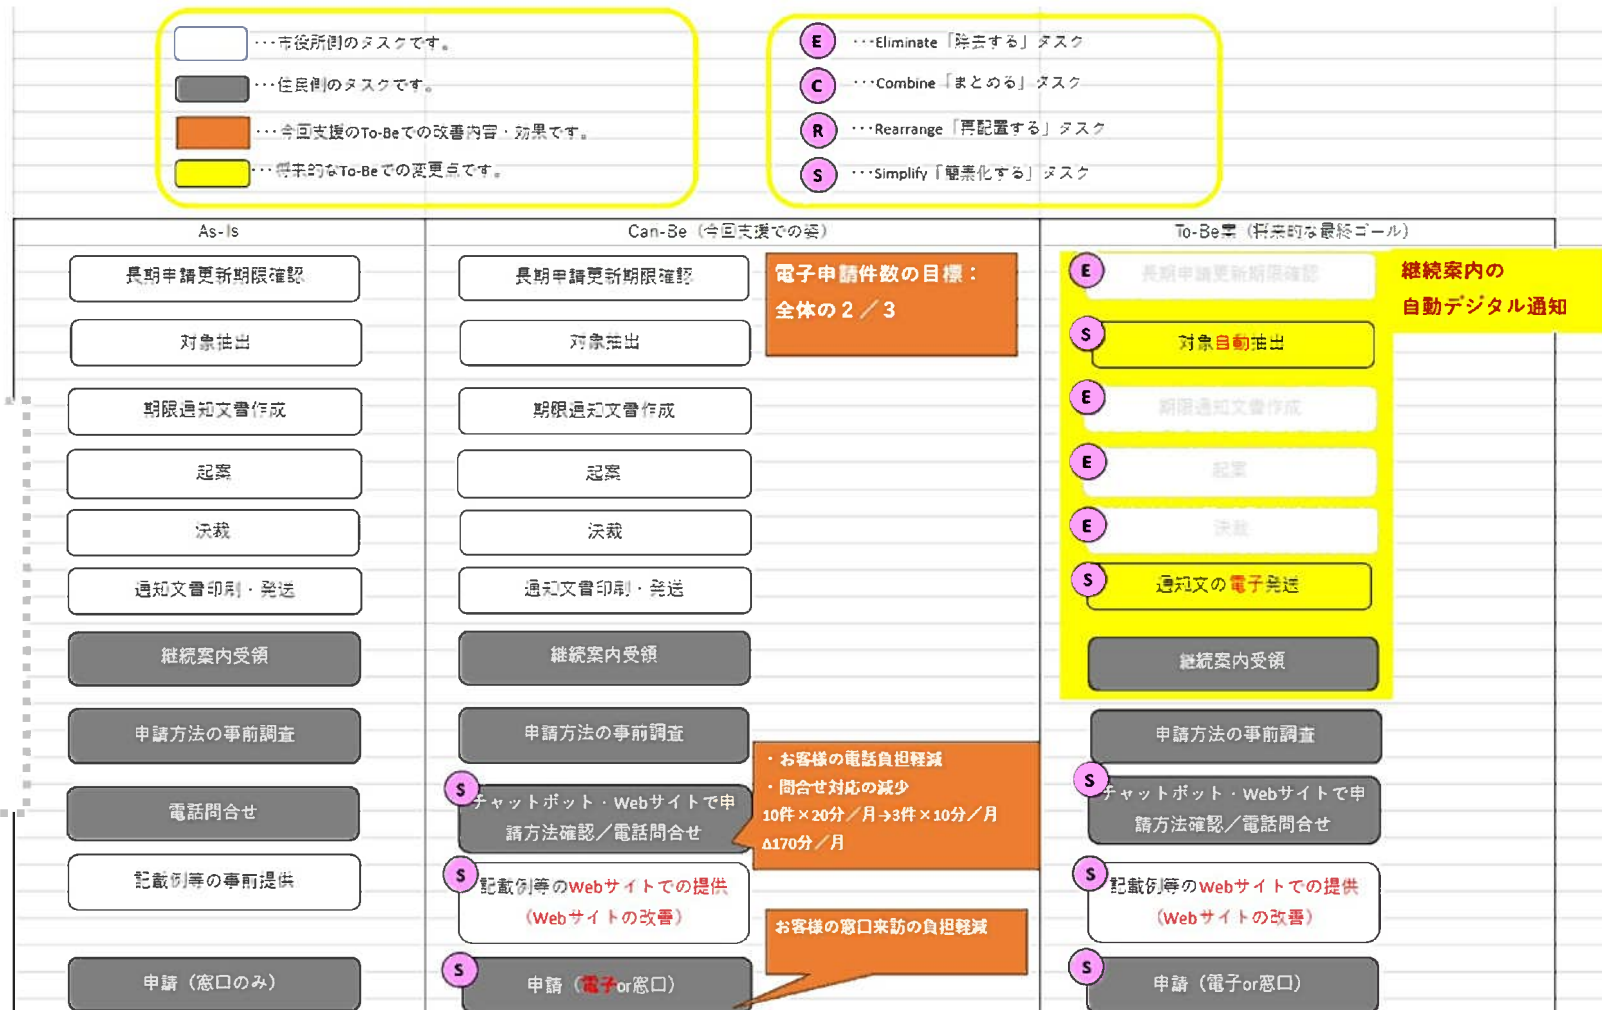 ･･･市役所側のタスクです。
･･･住民側のタスクです。
･･･今回支援のTo-Beでの改善内容・効果です。
･･･将来的なTo-Beでの変更点です。
E ･･･Eliminate「除去する」タスク
C ･･･Combine「まとめる」タスク
R ･･･Rearrange「再配置する」タスク
S ･･･Simplify「簡素化する」タスク
As-Is
長期申請更新期限確認
対象抽出
期限通知文書作成
起案
決裁
通知文書印刷・発送
継続案内受領
申請方法の事前調査
電話問合せ
記載例等の事前提供
申請（窓口のみ）
Can-Be（今回支援での姿）
長期申請更新期限確認
電子申請件数の目標：
全体の２／３
対象抽出
期限通知文書作成
起案
決裁
通知文書印刷・発送
継続案内受領
申請方法の事前調査
S
チャットボット・Webサイトで申
請方法確認／電話問合せ
・お客様の電話負担軽減
・問合せ対応の減少
10件×20分／月→3件×10分／月
Δ170分／月
S
記載例等のWebサイトでの提供
（Webサイトの改善）
お客様の窓口来訪の負担軽減
S
申請（電子or窓口）
To-Be案（将来的な最終ゴール）
E
長期申請更新期限確認
継続案内の
自動デジタル通知
S
対象自動抽出
E
期限通知文書作成
E
起案
E
決裁
S
通知文の電子発送
継続案内受領
申請方法の事前調査
S
チャットボット・Webサイトで申
請方法確認／電話問合せ
S
記載例等のWebサイトでの提供
（Webサイトの改善）
S
申請（電子or窓口）